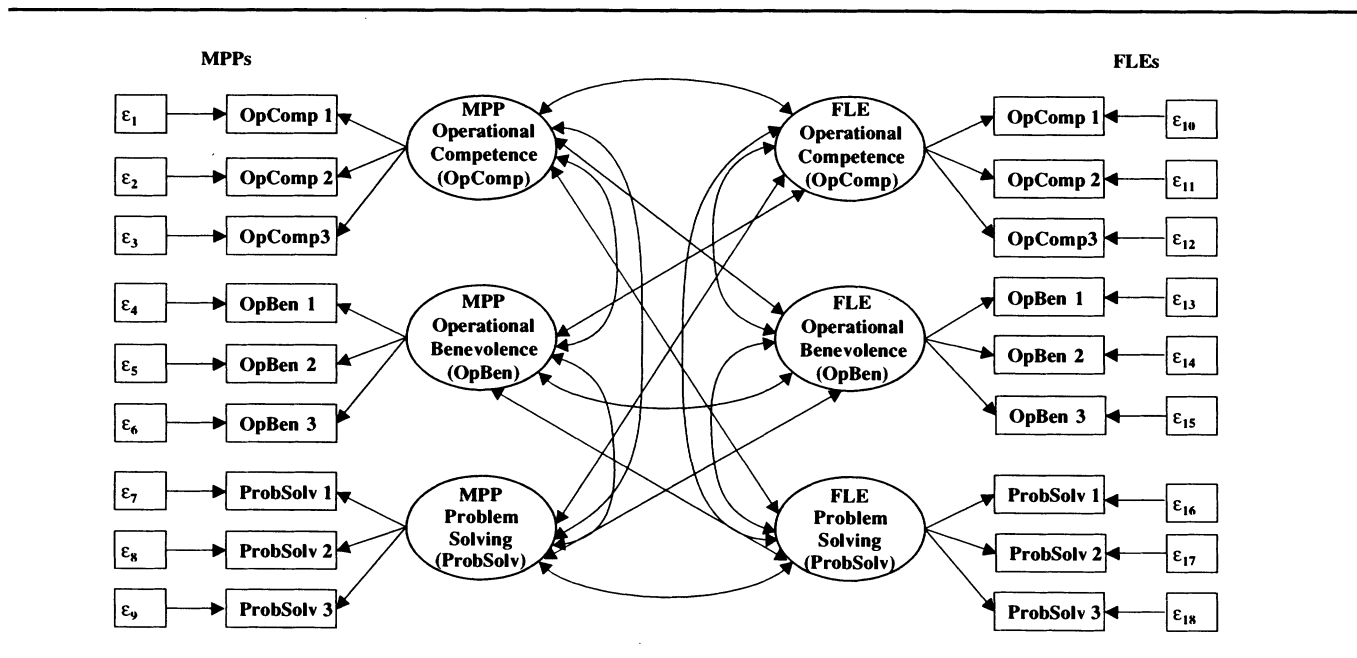 MPPs
FLEs
ε1
OpComp 1
ε2
OpComp 2
ε3
OpComp3
MPP
Operational
Competence
(OpComp)
FLE
Operational
Competence
(OpComp)
OpComp 1
ε10
OpComp 2
ε11
OpComp3
ε12
ε4
OpBen 1
ε5
OpBen 2
ε6
OpBen 3
MPP
Operational
Benevolence
(OpBen)
FLE
Operational
Benevolence
(OpBen)
OpBen 1
ε13
OpBen 2
ε14
OpBen 3
ε15
ε7
ProbSolv 1
ε8
ProbSolv 2
ε9
ProbSolv 3
MPP
Problem
Solving
(ProbSolv)
FLE
Problem
Solving
(ProbSolv)
ProbSolv 1
ε16
ProbSolv 2
ε17
ProbSolv 3
ε18